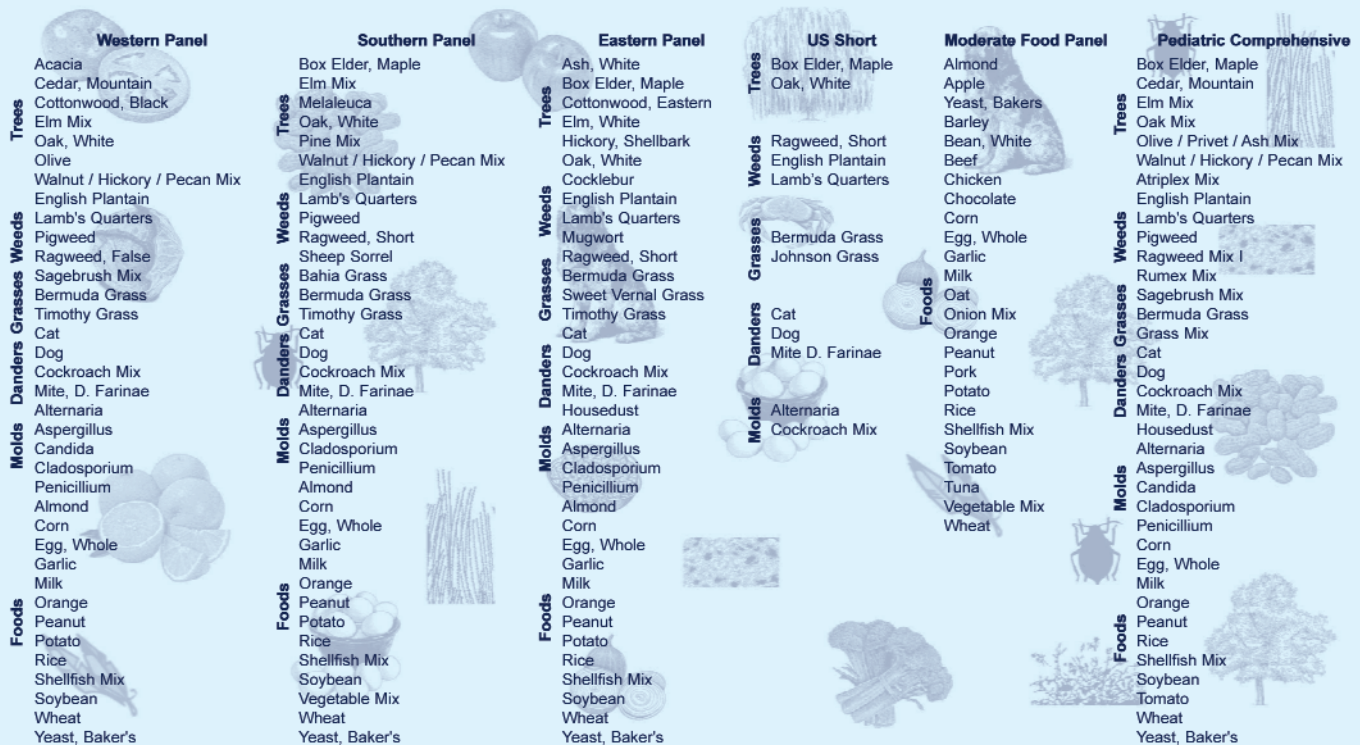 Western Panel
Trees
Acacia
Cedar, Mountain
Cottonwood, Black
Elm Mix
Oak, White
Olive
Walnut / Hickory / Pecan Mix
Weeds
English Plantain
Lamb's Quarters
Pigweed
Ragweed, False
Sagebrush Mix
Grasses
Bermuda Grass
Timothy Grass
Danders
Cat
Dog
Cockroach Mix
Mite, D. Farinae
Molds
Alternaria
Aspergillus
Candida
Cladosporium
Penicillium
Foods
Almond
Corn
Egg, Whole
Garlic
Milk
Orange
Peanut
Potato
Rice
Shellfish Mix
Soybean
Wheat
Yeast, Baker's
Southern Panel
Trees
Box Elder, Maple
Elm Mix
Melaleuca
Oak, White
Pine Mix
Walnut / Hickory / Pecan Mix
Weeds
English Plantain
Lamb's Quarters
Pigweed
Ragweed, Short
Sheep Sorrel
Grasses
Bahia Grass
Bermuda Grass
Timothy Grass
Danders
Cat
Dog
Cockroach Mix
Mite, D. Farinae
Molds
Alternaria
Aspergillus
Cladosporium
Penicillium
Foods
Almond
Corn
Egg, Whole
Garlic
Milk
Orange
Peanut
Potato
Rice
Shellfish Mix
Soybean
Vegetable Mix
Wheat
Yeast, Baker's
Eastern Panel
Trees
Ash, White
Box Elder, Maple
Cottonwood, Eastern
Elm, White
Hickory, Shellbark
Oak, White
Weeds
Cocklebur
English Plantain
Lamb's Quarters
Mugwort
Ragweed, Short
Grasses
Bermuda Grass
Sweet Vernal Grass
Timothy Grass
Danders
Cat
Dog
Cockroach Mix
Mite, D. Farinae
Housedust
Molds
Alternaria
Aspergillus
Cladosporium
Penicillium
Foods
Almond
Corn
Egg, Whole
Garlic
Milk
Orange
Peanut
Potato
Rice
Shellfish Mix
Soybean
Wheat
Yeast, Baker's
US Short
Trees
Box Elder, Maple
Oak, White
Weeds
Ragweed, Short
English Plantain
Lamb's Quarters
Grasses
Bermuda Grass
Johnson Grass
Danders
Cat
Dog
Mite D. Farinae
Molds
Alternaria
Cockroach Mix
Moderate Food Panel
Foods
Almond
Apple
Yeast, Bakers
Barley
Bean, White
Beef
Chicken
Chocolate
Corn
Egg, Whole
Garlic
Milk
Oat
Onion Mix
Orange
Peanut
Pork
Potato
Rice
Shellfish Mix
Soybean
Tomato
Tuna
Vegetable Mix
Wheat
Pediatric Comprehensive
Trees
Box Elder, Maple
Cedar, Mountain
Elm Mix
Oak Mix
Olive / Privet / Ash Mix
Walnut / Hickory / Pecan Mix
Weeds
Atriplex Mix
English Plantain
Lamb's Quarters
Pigweed
Ragweed Mix I
Rumex Mix
Sagebrush Mix
Grasses
Bermuda Grass
Grass Mix
Danders
Cat
Dog
Cockroach Mix
Mite, D. Farinae
Housedust
Molds
Alternaria
Aspergillus
Candida
Cladosporium
Penicillium
Foods
Corn
Egg, Whole
Milk
Orange
Peanut
Rice
Shellfish Mix
Soybean
Tomato
Wheat
Yeast, Baker's